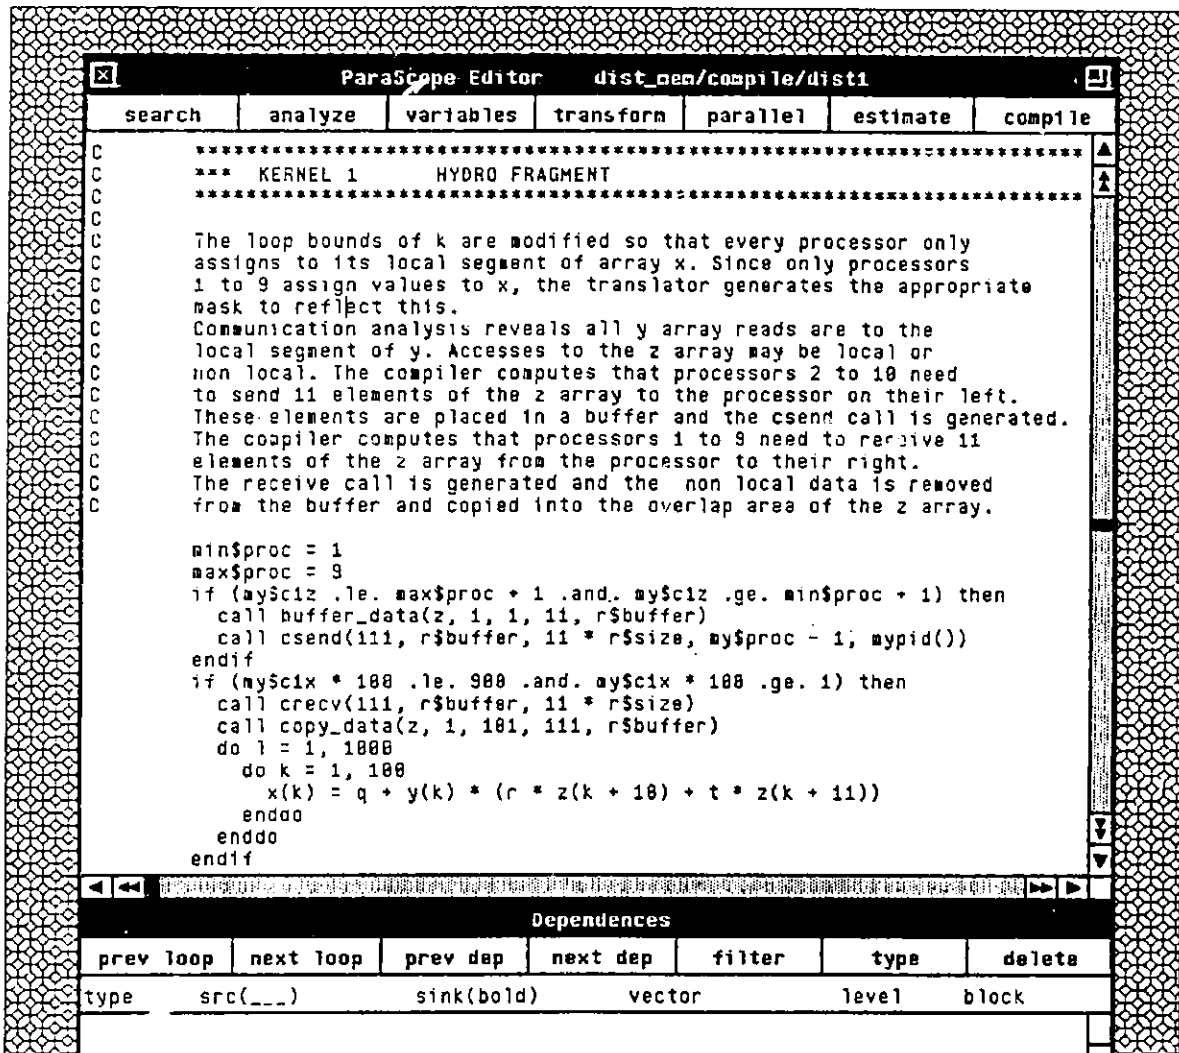 ParaScope Editor dist_mem/compile/dist1
search analyze variables transform parallel estimate compile
C **************************************************************************
C *** KERNEL 1 HYDRO FRAGMENT
C **************************************************************************
C
C The loop bounds of k are modified so that every processor only
C assigns to its local segment of array x. Since only processors
C 1 to 9 assign values to x, the translator generates the appropriate
C mask to reflect this.
C Communication analysis reveals all y array reads are to the
C local segment of y. Accesses to the z array may be local or
C non local. The compiler computes that processors 2 to 10 need
C to send 11 elements of the z array to the processor on their left.
C These elements are placed in a buffer and the csend call is generated.
C The compiler computes that processors 1 to 9 need to receive 11
C elements of the z array from the processor to their right.
C The receive call is generated and the non local data is removed
C from the buffer and copied into the overlap area of the z array.
min$proc = 1
max$proc = 9
if (my$c1z .le. max$proc + 1 .and. my$c1z .ge. min$proc + 1) then
call buffer_data(z, 1, 1, 11, r$buffer)
call csend(111, r$buffer, 11 * r$size, my$proc - 1, mypid())
endif
if (my$c1x * 100 .le. 900 .and. my$c1x * 100 .ge. 1) then
call crecv(111, r$buffer, 11 * r$size)
call copy_data(z, 1, 101, 111, r$buffer)
do l = 1, 1000
do k = 1, 100
x(k) = q + y(k) * (r * z(k + 10) + t * z(k + 11))
enddo
enddo
endif
Dependences
prev loop next loop prev dep next dep filter type delete
type src(___) sink(bold) vector level block